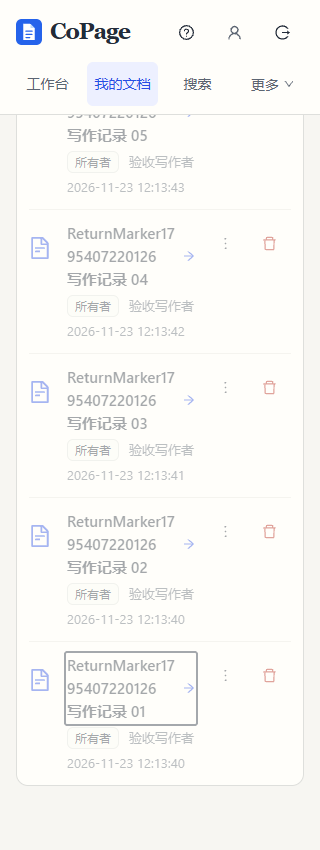 CoPage
工作台 我的文档 搜索 更多
95407220126
写作记录 05
所有者 验收写作者
2026-11-23 12:13:43
ReturnMarker17
95407220126
写作记录 04
所有者 验收写作者
2026-11-23 12:13:42
ReturnMarker17
95407220126
写作记录 03
所有者 验收写作者
2026-11-23 12:13:41
ReturnMarker17
95407220126
写作记录 02
所有者 验收写作者
2026-11-23 12:13:40
ReturnMarker17
95407220126
写作记录 01
所有者 验收写作者
2026-11-23 12:13:40